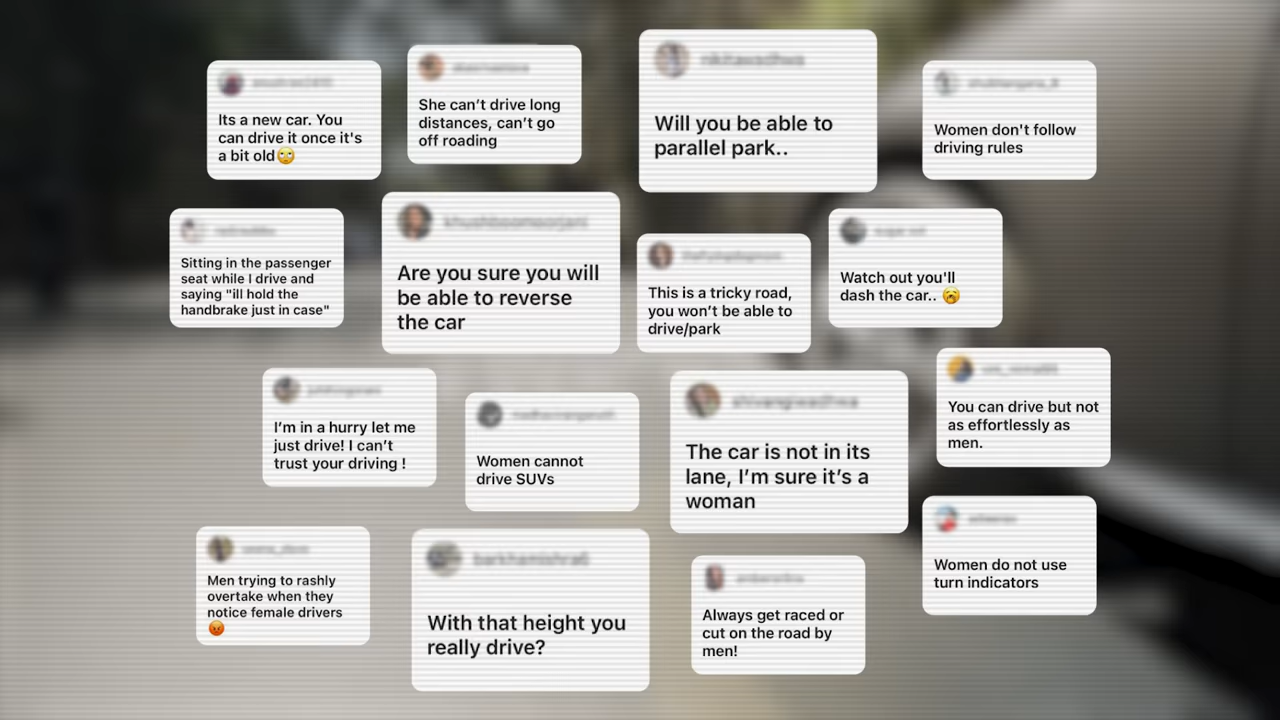 Its a new car. You
can drive it once it's
a bit old🙄
She can’t drive long
distances, can’t go
off roading
Will you be able to
parallel park..
Women don't follow
driving rules
Sitting in the passenger
seat while I drive and
saying "ill hold the
handbrake just in case"
Are you sure you will
be able to reverse
the car
This is a tricky road,
you won’t be able to
drive/park
Watch out you'll
dash the car.. 😪
I’m in a hurry let me
just drive! I can’t
trust your driving !
Women cannot
drive SUVs
The car is not in its
lane, I’m sure it’s a
woman
You can drive but not
as effortlessly as
men.
Men trying to rashly
overtake when they
notice female drivers
😡
With that height you
really drive?
Always get raced or
cut on the road by
men!
Women do not use
turn indicators